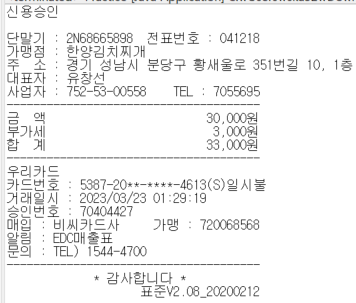 신용승인
단말기 : 2N68665898 전표번호 : 041218
가맹점 : 한양김치찌개
주 소 : 경기 성남시 분당구 황새울로 351번길 10, 1층
대표자 : 유창선
사업자 : 752-53-00558 TEL : 7055695
금 액 30,000원
부가세 3,000원
합 계 33,000원
우리카드
카드번호 : 5387-20**-****-4613(S)일시불
거래일시 : 2023/03/23 01:29:19
승인번호 : 70404427
매입 : 비씨카드사 가맹 : 720068568
알림 : EDC매출표
문의 : TEL) 1544-4700
* 감사합니다 *
표준V2.08_20200212